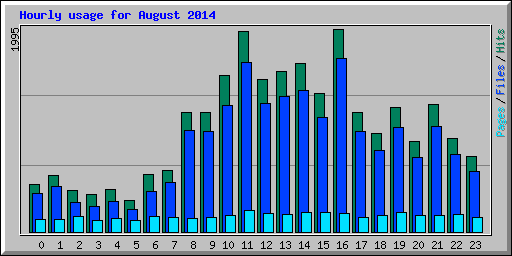 Hourly usage for August 2014
1995
Pages / Files / Hits
0 1 2 3 4 5 6 7 8 9 10 11 12 13 14 15 16 17 18 19 20 21 22 23